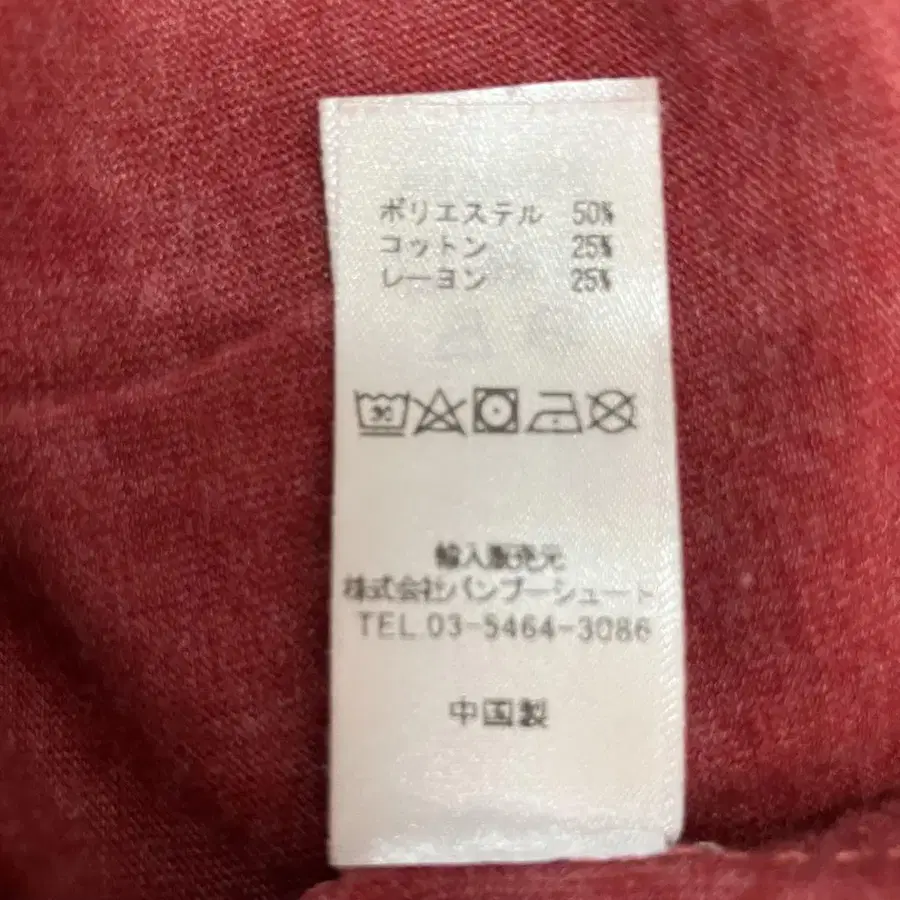 ポリエステル 50%
コットン 25%
レーヨン 25%
30
輸入販売元
株式会社バンブーシュート
TEL.03-5464-3086
中国製